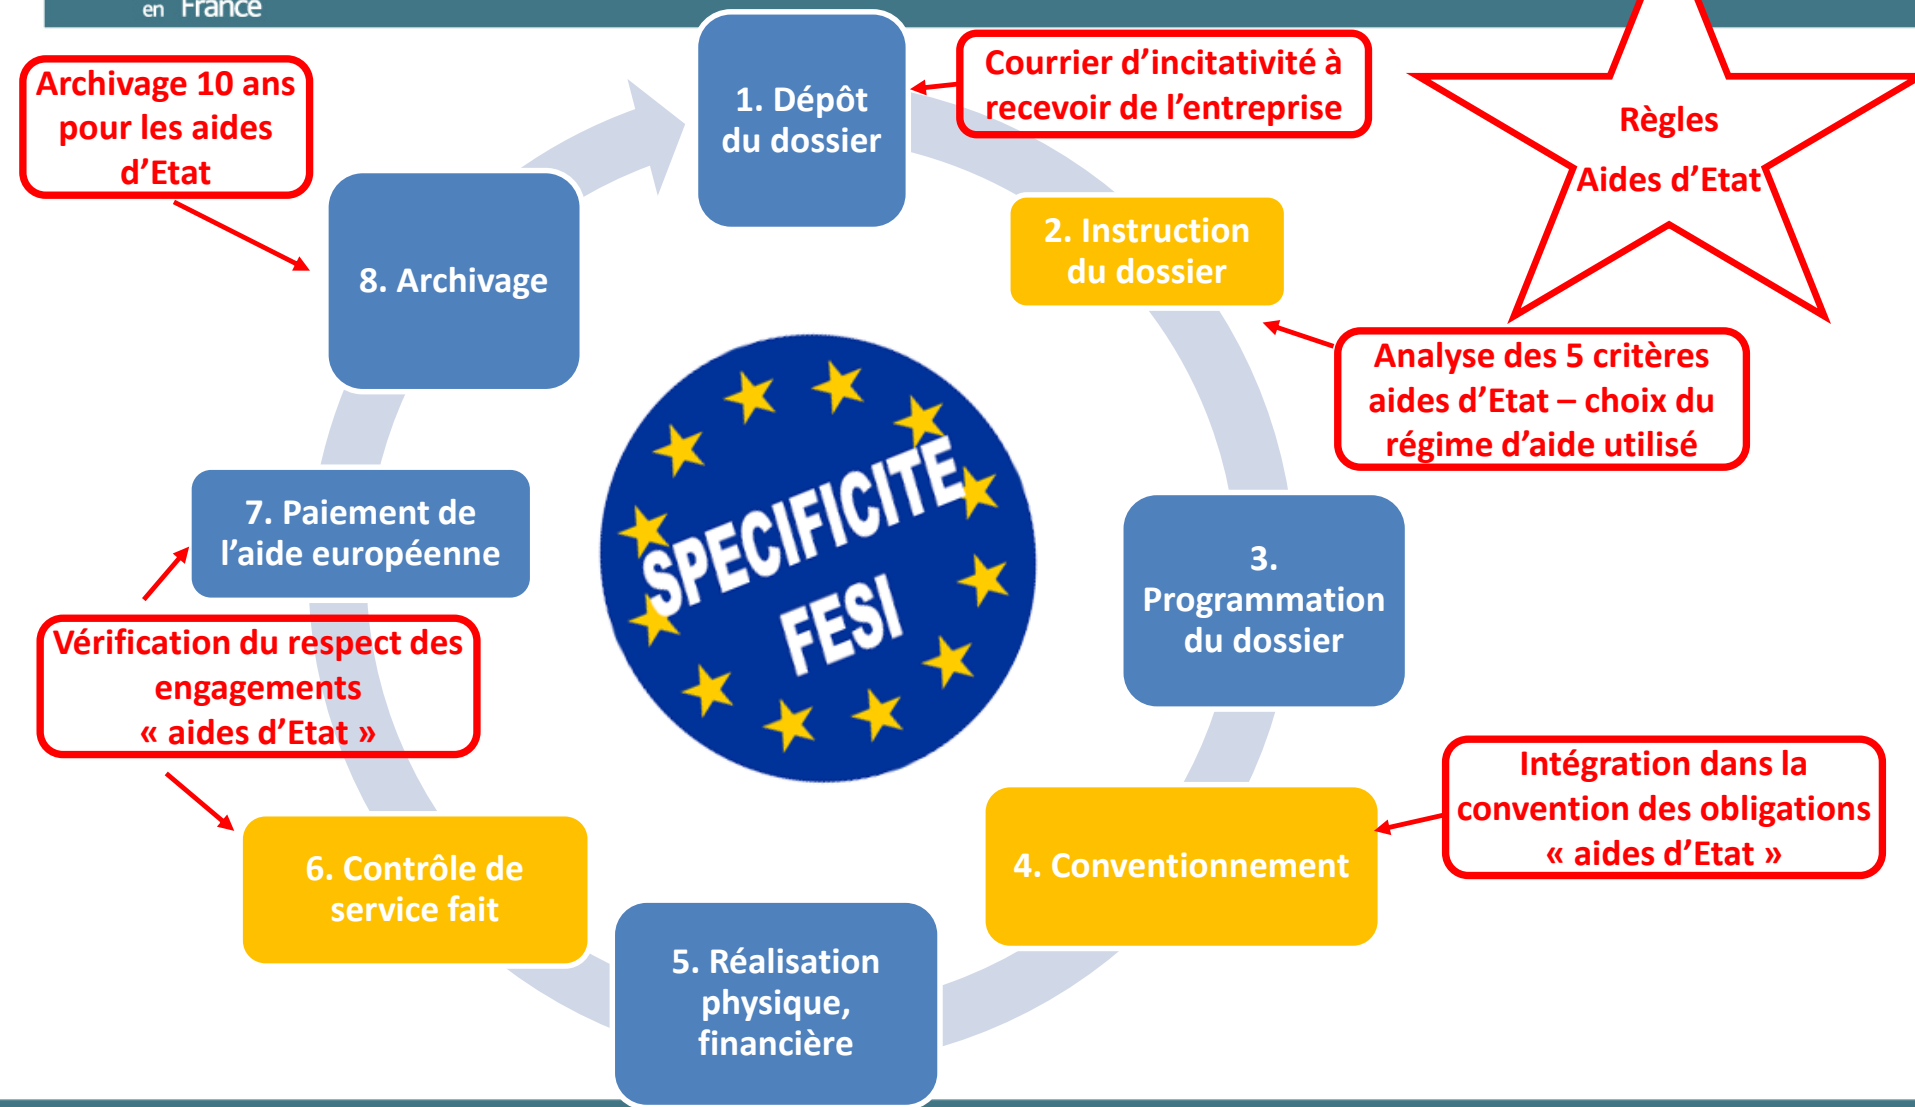 en France
Archivage 10 ans
pour les aides
d’Etat
1. Dépôt
du dossier
Courrier d’incitativité à
recevoir de l’entreprise
Règles
Aides d’Etat
2. Instruction
du dossier
8. Archivage
Analyse des 5 critères
aides d’Etat – choix du
régime d’aide utilisé
SPECIFICITE
FESI
7. Paiement de
l’aide européenne
3.
Programmation
du dossier
Vérification du respect des
engagements
« aides d’Etat »
Intégration dans la
convention des obligations
« aides d’Etat »
4. Conventionnement
6. Contrôle de
service fait
5. Réalisation
physique,
financière